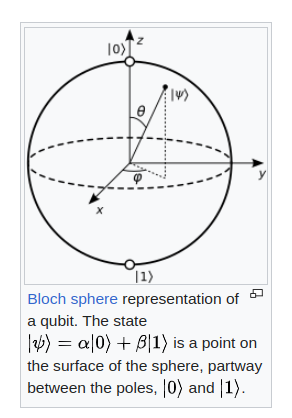 |0⟩ z
θ |ψ⟩
φ y
x
|1⟩
Bloch sphere representation of
a qubit. The state
|ψ⟩ = α|0⟩ + β|1⟩ is a point on
the surface of the sphere, partway
between the poles, |0⟩ and |1⟩.